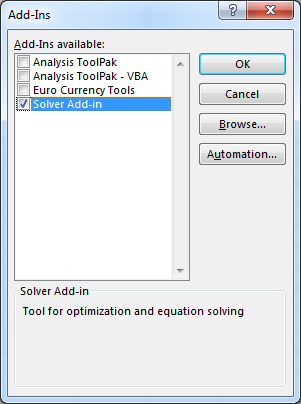 Add-Ins
?
Add-Ins available:
Analysis ToolPak
Analysis ToolPak - VBA
Euro Currency Tools
Solver Add-in
OK
Cancel
Browse...
Automation...
Solver Add-in
Tool for optimization and equation solving